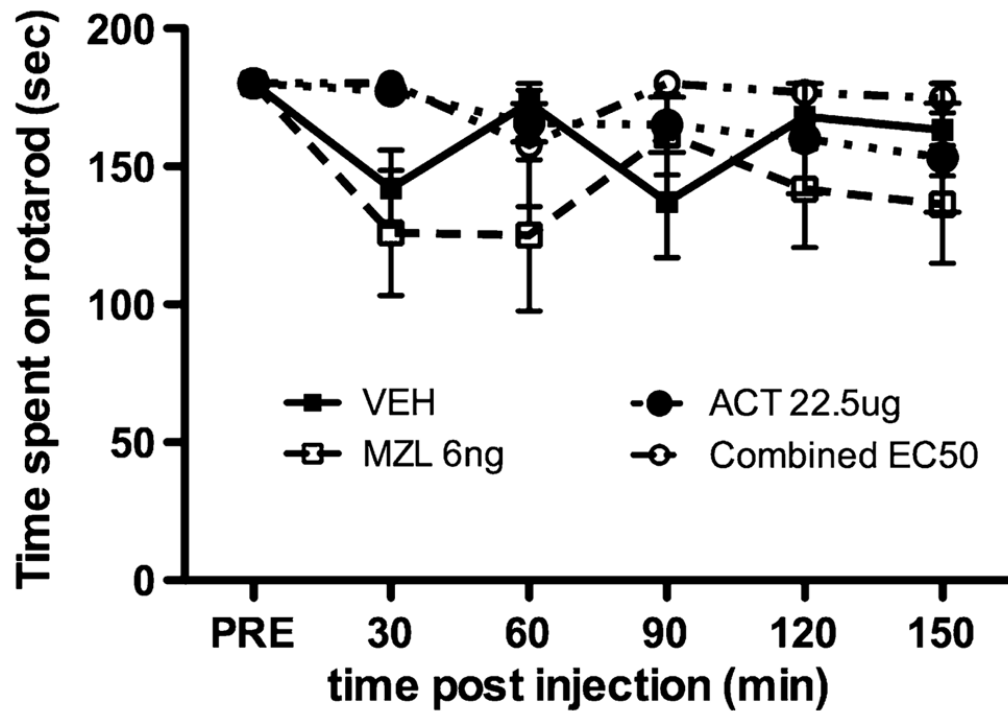 Time spent on rotarod (sec)
200
150
100
50
0
VEH
MZL 6ng
ACT 22.5ug
Combined EC50
PRE 30 60 90 120 150
time post injection (min)